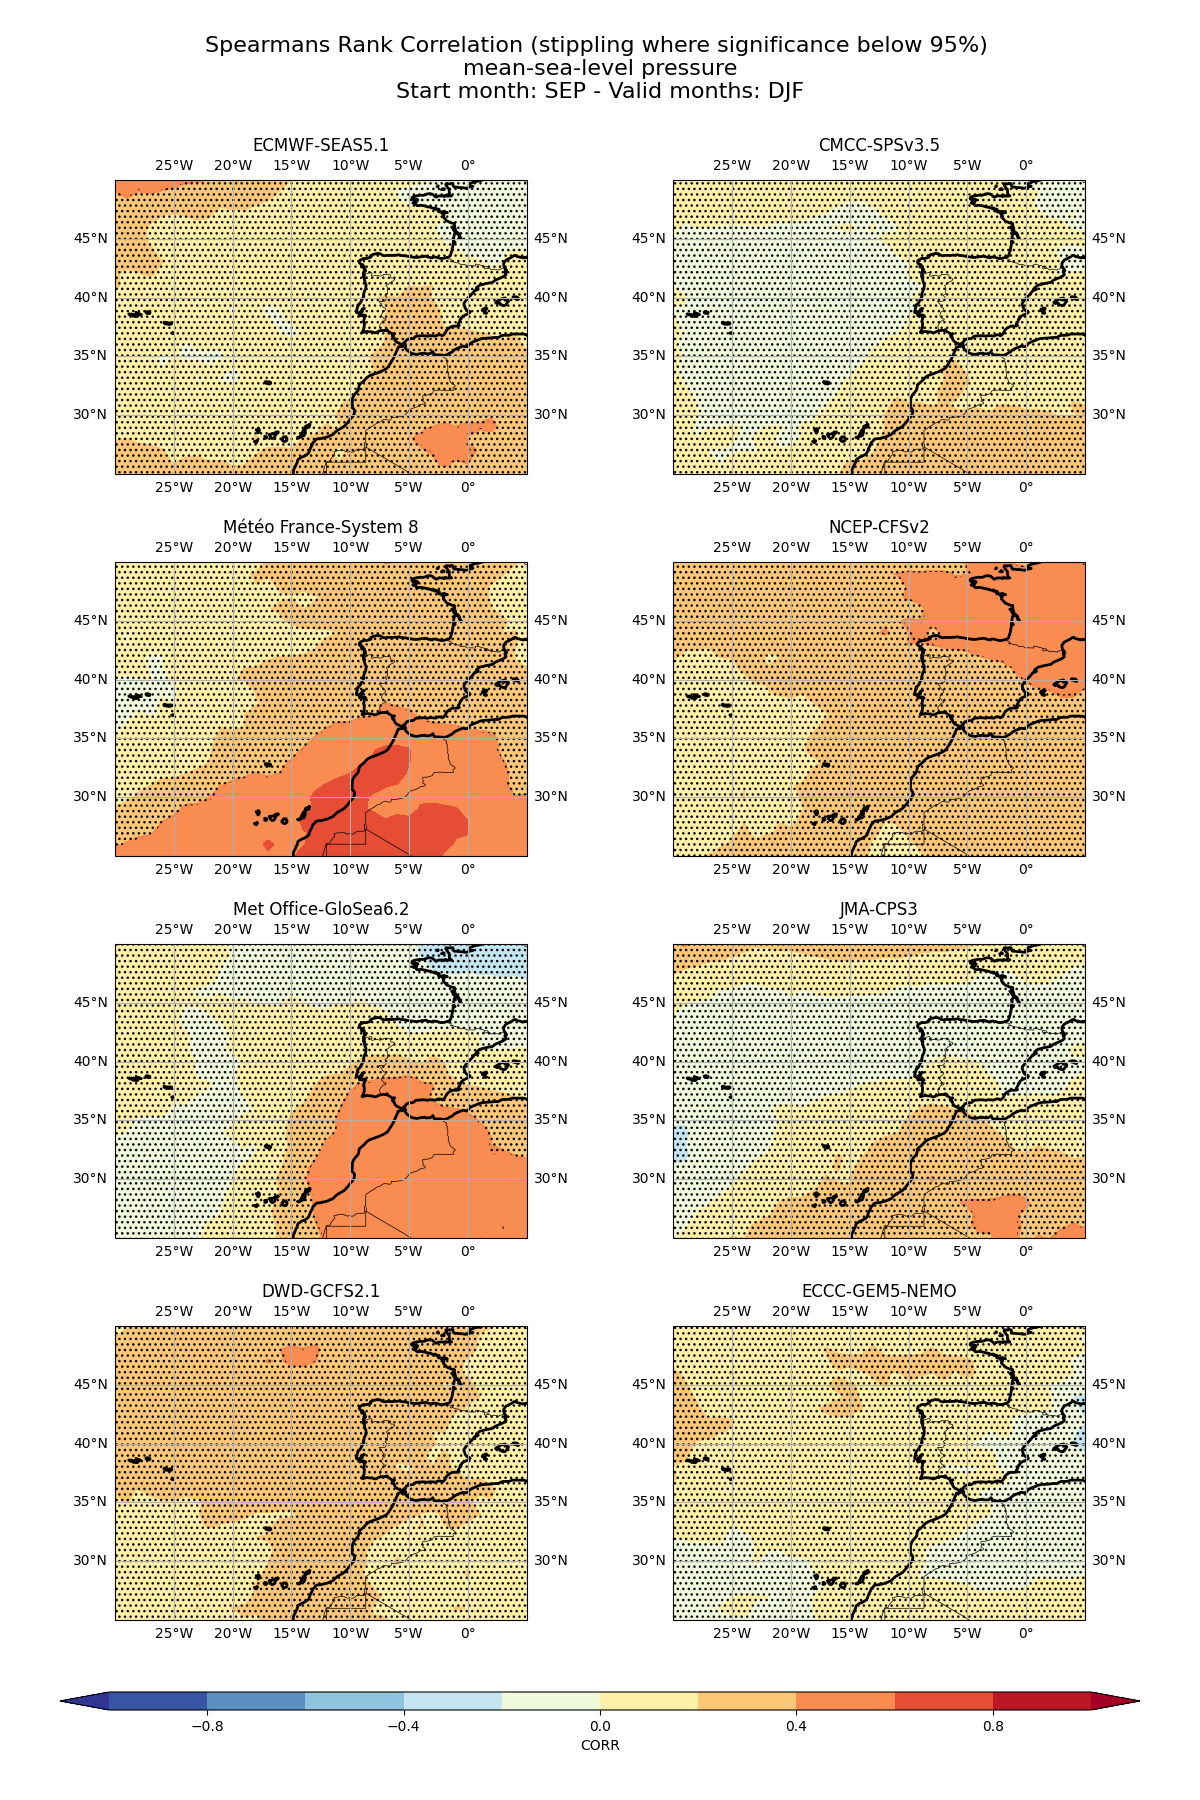 Spearmans Rank Correlation (stippling where significance below 95%)
mean-sea-level pressure
Start month: SEP - Valid months: DJF
ECMWF-SEAS5.1
25°W 20°W 15°W 10°W 5°W 0°
45°N 45°N
40°N 40°N
35°N 35°N
30°N 30°N
25°W 20°W 15°W 10°W 5°W 0°
CMCC-SPSv3.5
25°W 20°W 15°W 10°W 5°W 0°
45°N 45°N
40°N 40°N
35°N 35°N
30°N 30°N
25°W 20°W 15°W 10°W 5°W 0°
Météo France-System 8
25°W 20°W 15°W 10°W 5°W 0°
45°N 45°N
40°N 40°N
35°N 35°N
30°N 30°N
25°W 20°W 15°W 10°W 5°W 0°
NCEP-CFSv2
25°W 20°W 15°W 10°W 5°W 0°
45°N 45°N
40°N 40°N
35°N 35°N
30°N 30°N
25°W 20°W 15°W 10°W 5°W 0°
Met Office-GloSea6.2
25°W 20°W 15°W 10°W 5°W 0°
45°N 45°N
40°N 40°N
35°N 35°N
30°N 30°N
25°W 20°W 15°W 10°W 5°W 0°
JMA-CPS3
25°W 20°W 15°W 10°W 5°W 0°
45°N 45°N
40°N 40°N
35°N 35°N
30°N 30°N
25°W 20°W 15°W 10°W 5°W 0°
DWD-GCFS2.1
25°W 20°W 15°W 10°W 5°W 0°
45°N 45°N
40°N 40°N
35°N 35°N
30°N 30°N
25°W 20°W 15°W 10°W 5°W 0°
ECCC-GEM5-NEMO
25°W 20°W 15°W 10°W 5°W 0°
45°N 45°N
40°N 40°N
35°N 35°N
30°N 30°N
25°W 20°W 15°W 10°W 5°W 0°
−0.8 −0.4 0.0 0.4 0.8
CORR